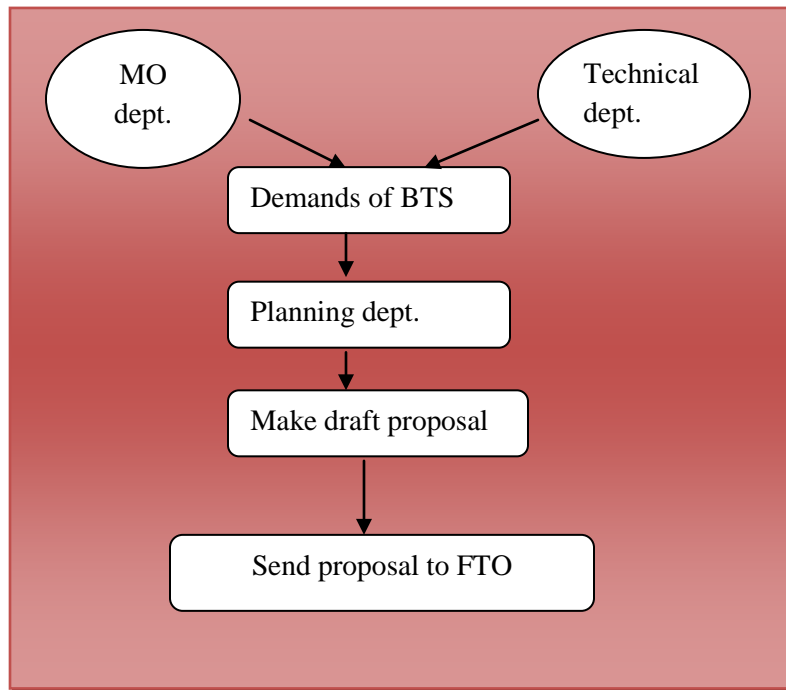 MO
dept.
Technical
dept.
Demands of BTS
Planning dept.
Make draft proposal
Send proposal to FTO